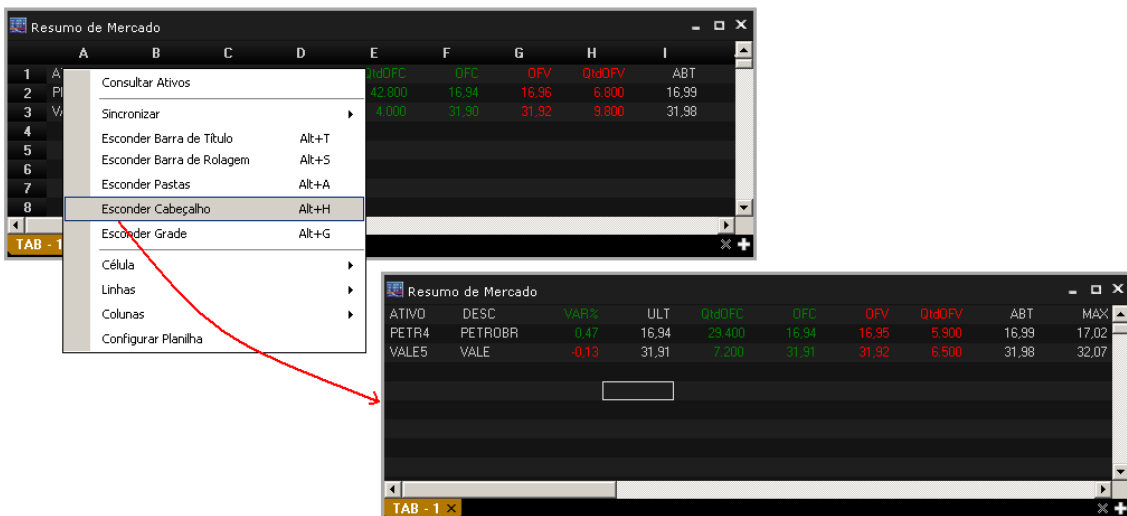 Resumo de Mercado
A B C D E F G H I
1 A QtdOFC OFC OFV QtdOFV ABT
2 P 42.800 16,94 16,96 6.800 16,99
3 V 4.000 31,90 31,92 9.800 31,98
4
5
6
7
8
TAB - 1
Consultar Ativos
Sincronizar
Esconder Barra de Título Alt+T
Esconder Barra de Rolagem Alt+S
Esconder Pastas Alt+A
Esconder Cabeçalho Alt+H
Esconder Grade Alt+G
Célula
Linhas
Colunas
Configurar Planilha
Resumo de Mercado
ATIVO DESC VAR% ULT QtdOFC OFC OFV QtdOFV ABT MAX
PETR4 PETROBR 0,47 16,94 29.400 16,94 16,95 5.900 16,99 17,02
VALE5 VALE -0,13 31,91 7.200 31,91 31,92 6.500 31,98 32,07
TAB - 1